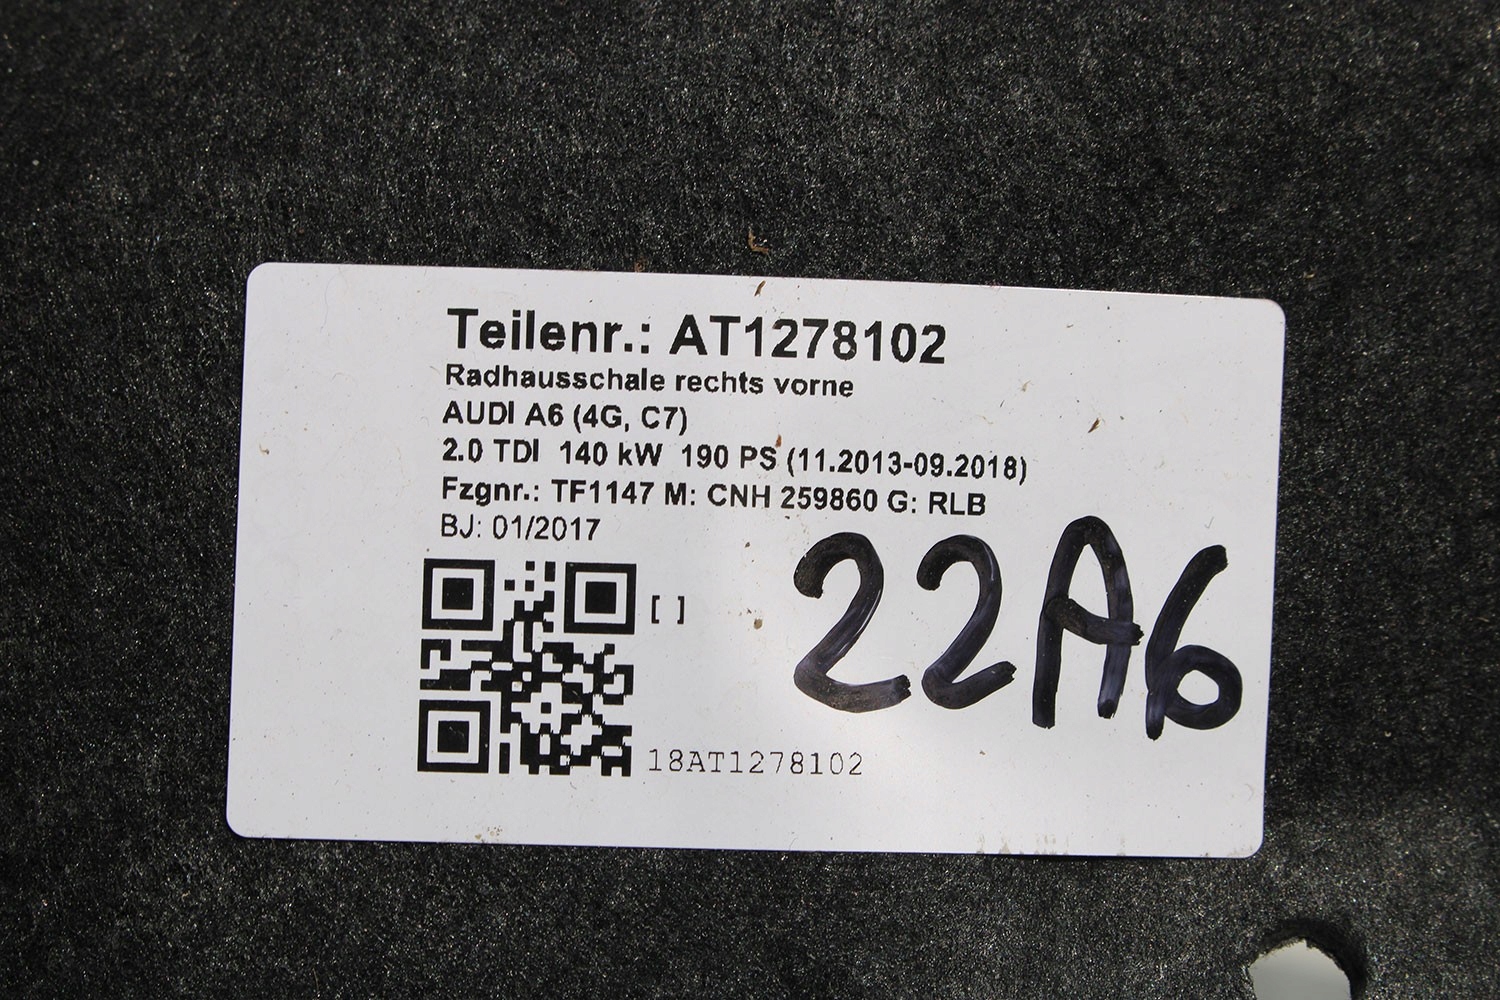 Teilenr.: AT1278102
Radhausschale rechts vorne
AUDI A6 (4G, C7)
2.0 TDI 140 kW 190 PS (11.2013-09.2018)
Fzgnr.: TF1147 M: CNH 259860 G: RLB
BJ: 01/2017
22A6
[ ]
18AT1278102